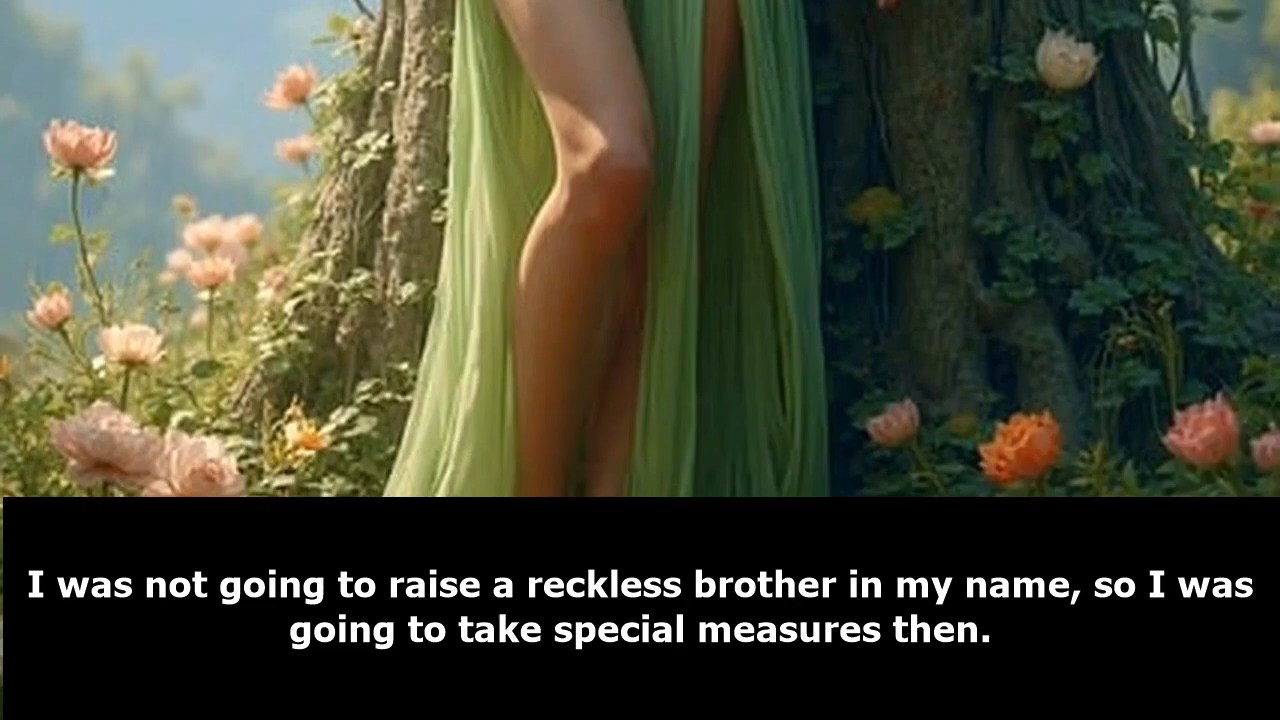 I was not going to raise a reckless brother in my name, so I was
going to take special measures then.